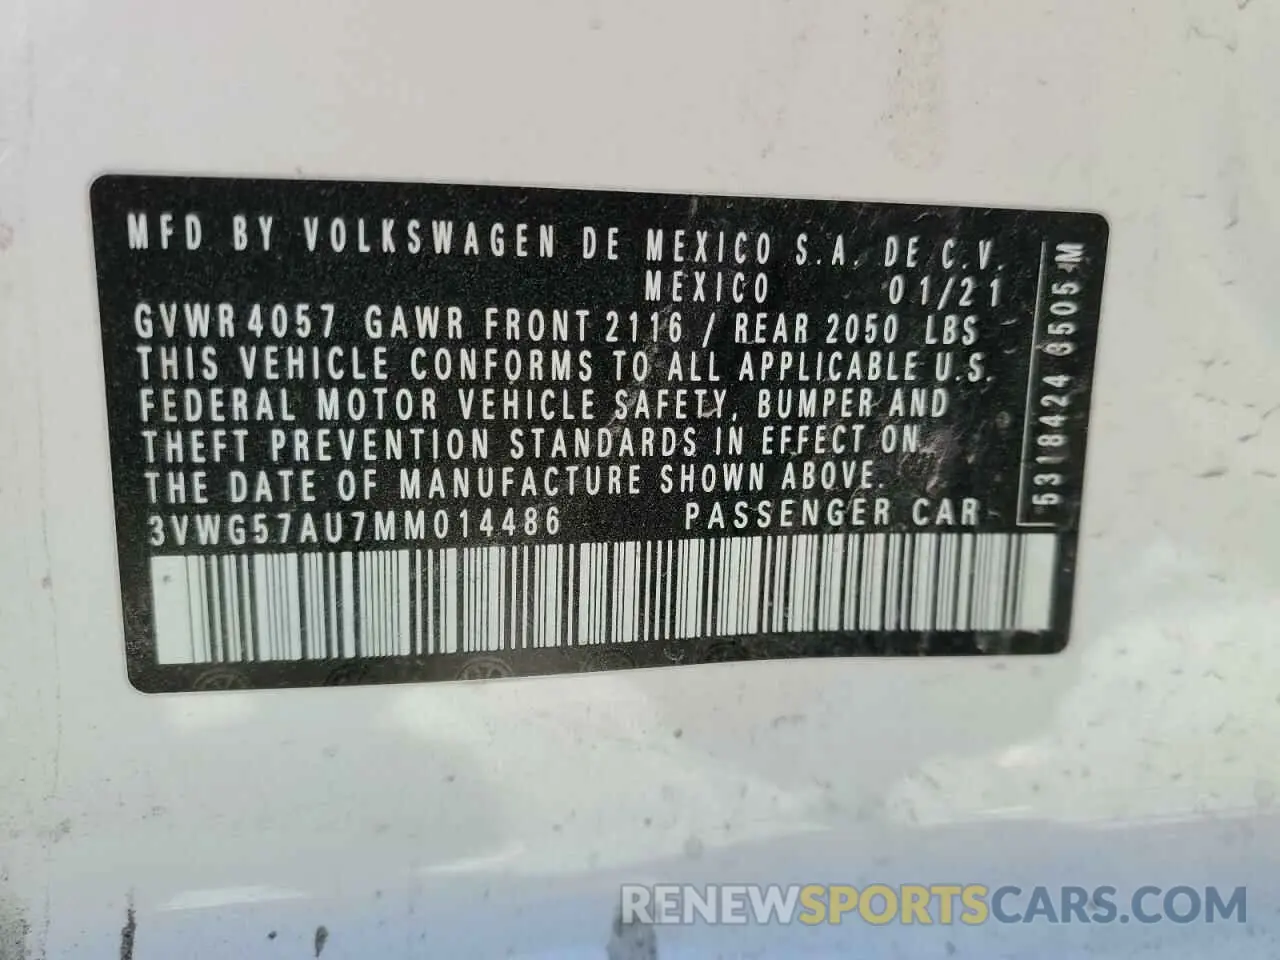 MFD BY VOLKSWAGEN DE MEXICO S.A. DE C.V.
MEXICO 01/21
GVWR 4057 GAWR FRONT 2116 / REAR 2050 LBS
THIS VEHICLE CONFORMS TO ALL APPLICABLE U.S.
FEDERAL MOTOR VEHICLE SAFETY, BUMPER AND
THEFT PREVENTION STANDARDS IN EFFECT ON
THE DATE OF MANUFACTURE SHOWN ABOVE.
3VWG57AU7MM014486 PASSENGER CAR
RENEWSPORTSCARS.COM